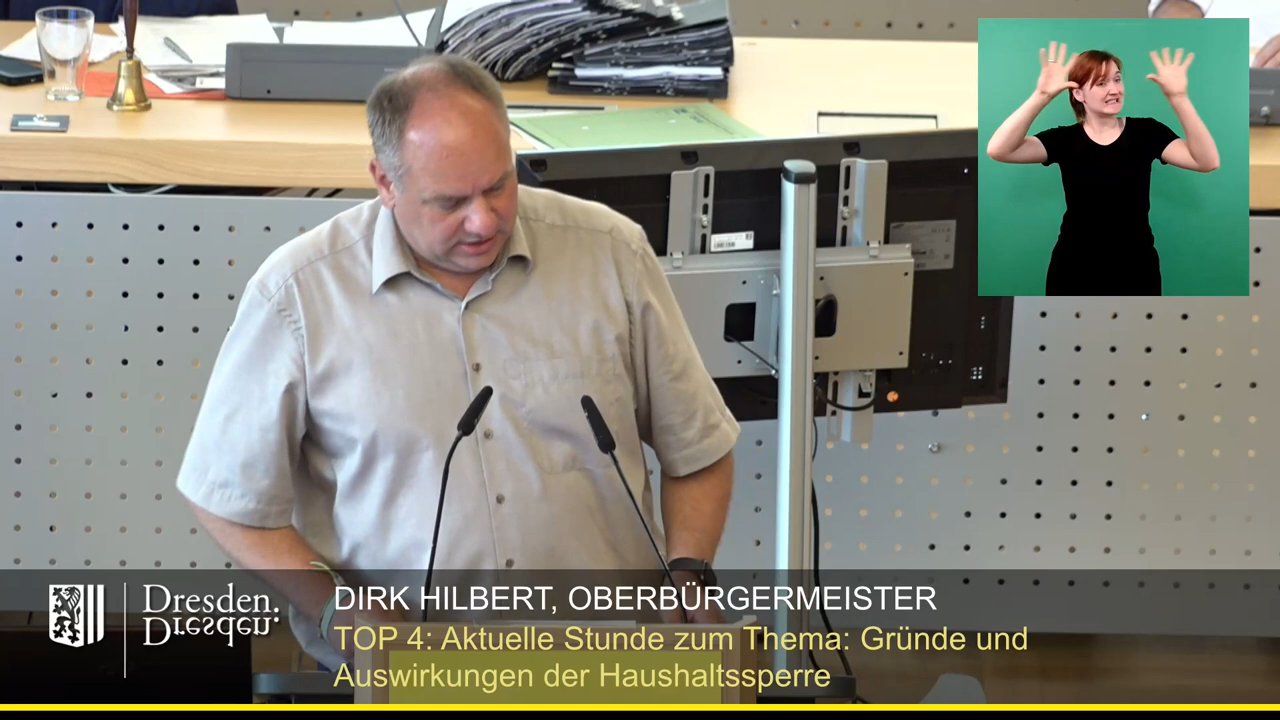 Dresden.
DIRK HILBERT, OBERBÜRGERMEISTER
TOP 4: Aktuelle Stunde zum Thema: Gründe und
Auswirkungen der Haushaltssperre